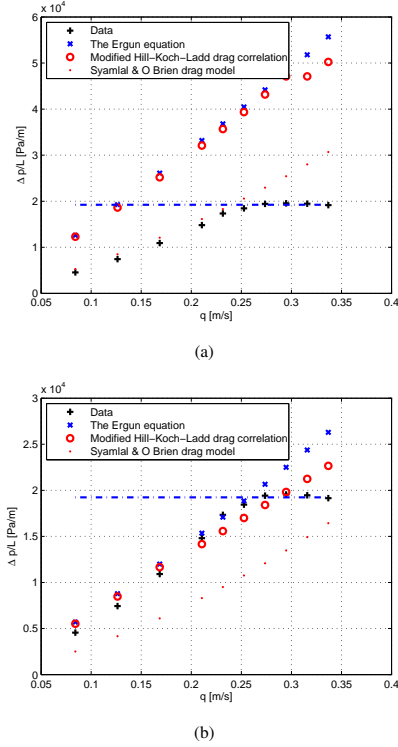 x 10⁴
6
5
4
3
2
1
0
Δ p/L [Pa/m]
Data
The Ergun equation
Modified Hill−Koch−Ladd drag correlation
Syamlal & O Brien drag model
0.05 0.1 0.15 0.2 0.25 0.3 0.35 0.4
q [m/s]
(a)
x 10⁴
3
2.5
2
1.5
1
0.5
0
Δ p/L [Pa/m]
Data
The Ergun equation
Modified Hill−Koch−Ladd drag correlation
Syamlal & O Brien drag model
0.05 0.1 0.15 0.2 0.25 0.3 0.35 0.4
q [m/s]
(b)